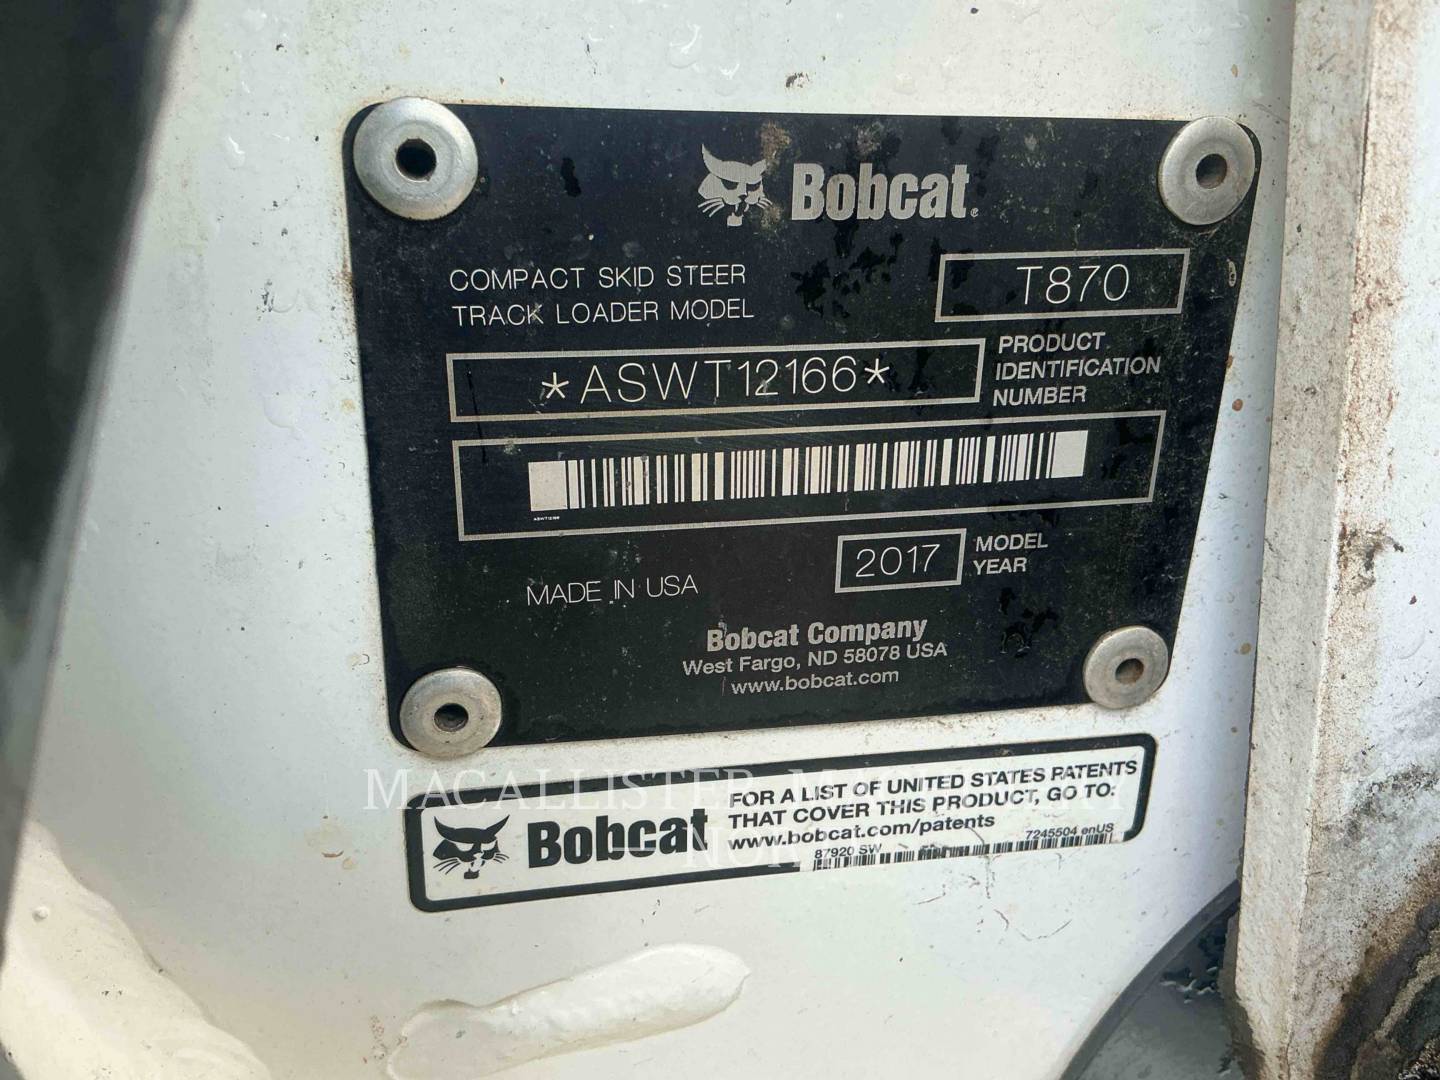 Bobcat®
COMPACT SKID STEER
TRACK LOADER MODEL
T870
*ASWT12166*
PRODUCT
IDENTIFICATION
NUMBER
ASWT12166
MADE IN USA
2017
MODEL
YEAR
Bobcat Company
West Fargo, ND 58078 USA
www.bobcat.com
MACALLISTER
Bobcat
FOR A LIST OF UNITED STATES PATENTS
THAT COVER THIS PRODUCT, GO TO:
www.bobcat.com/patents
87920 SW
7245504 enUS